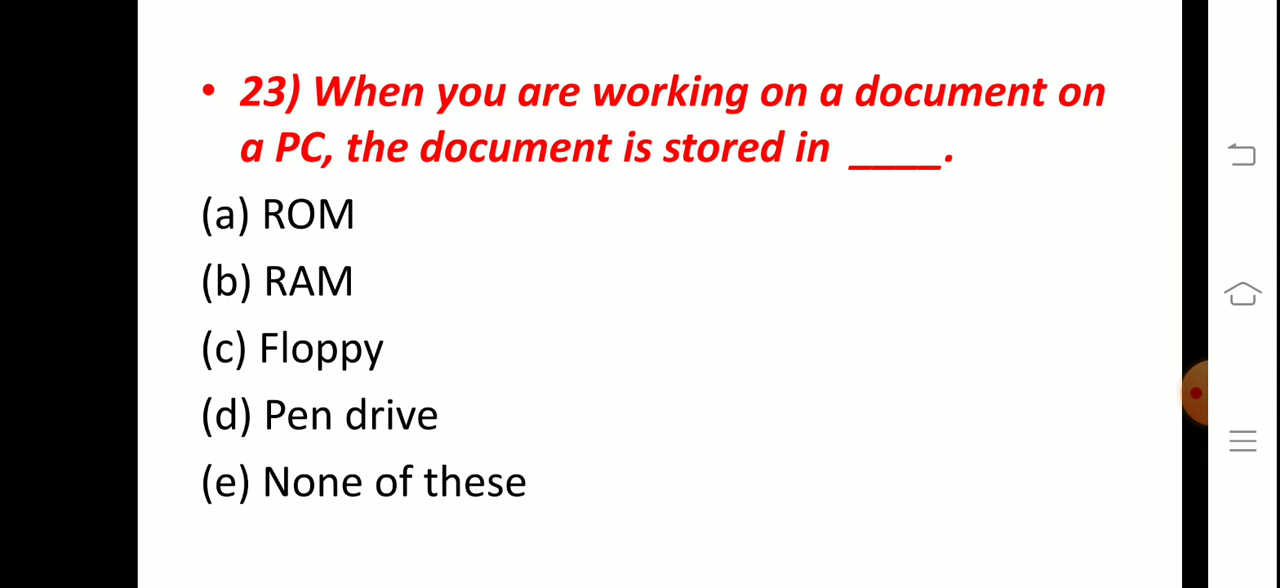 • 23) When you are working on a document on
a PC, the document is stored in ____.
(a) ROM
(b) RAM
(c) Floppy
(d) Pen drive
(e) None of these